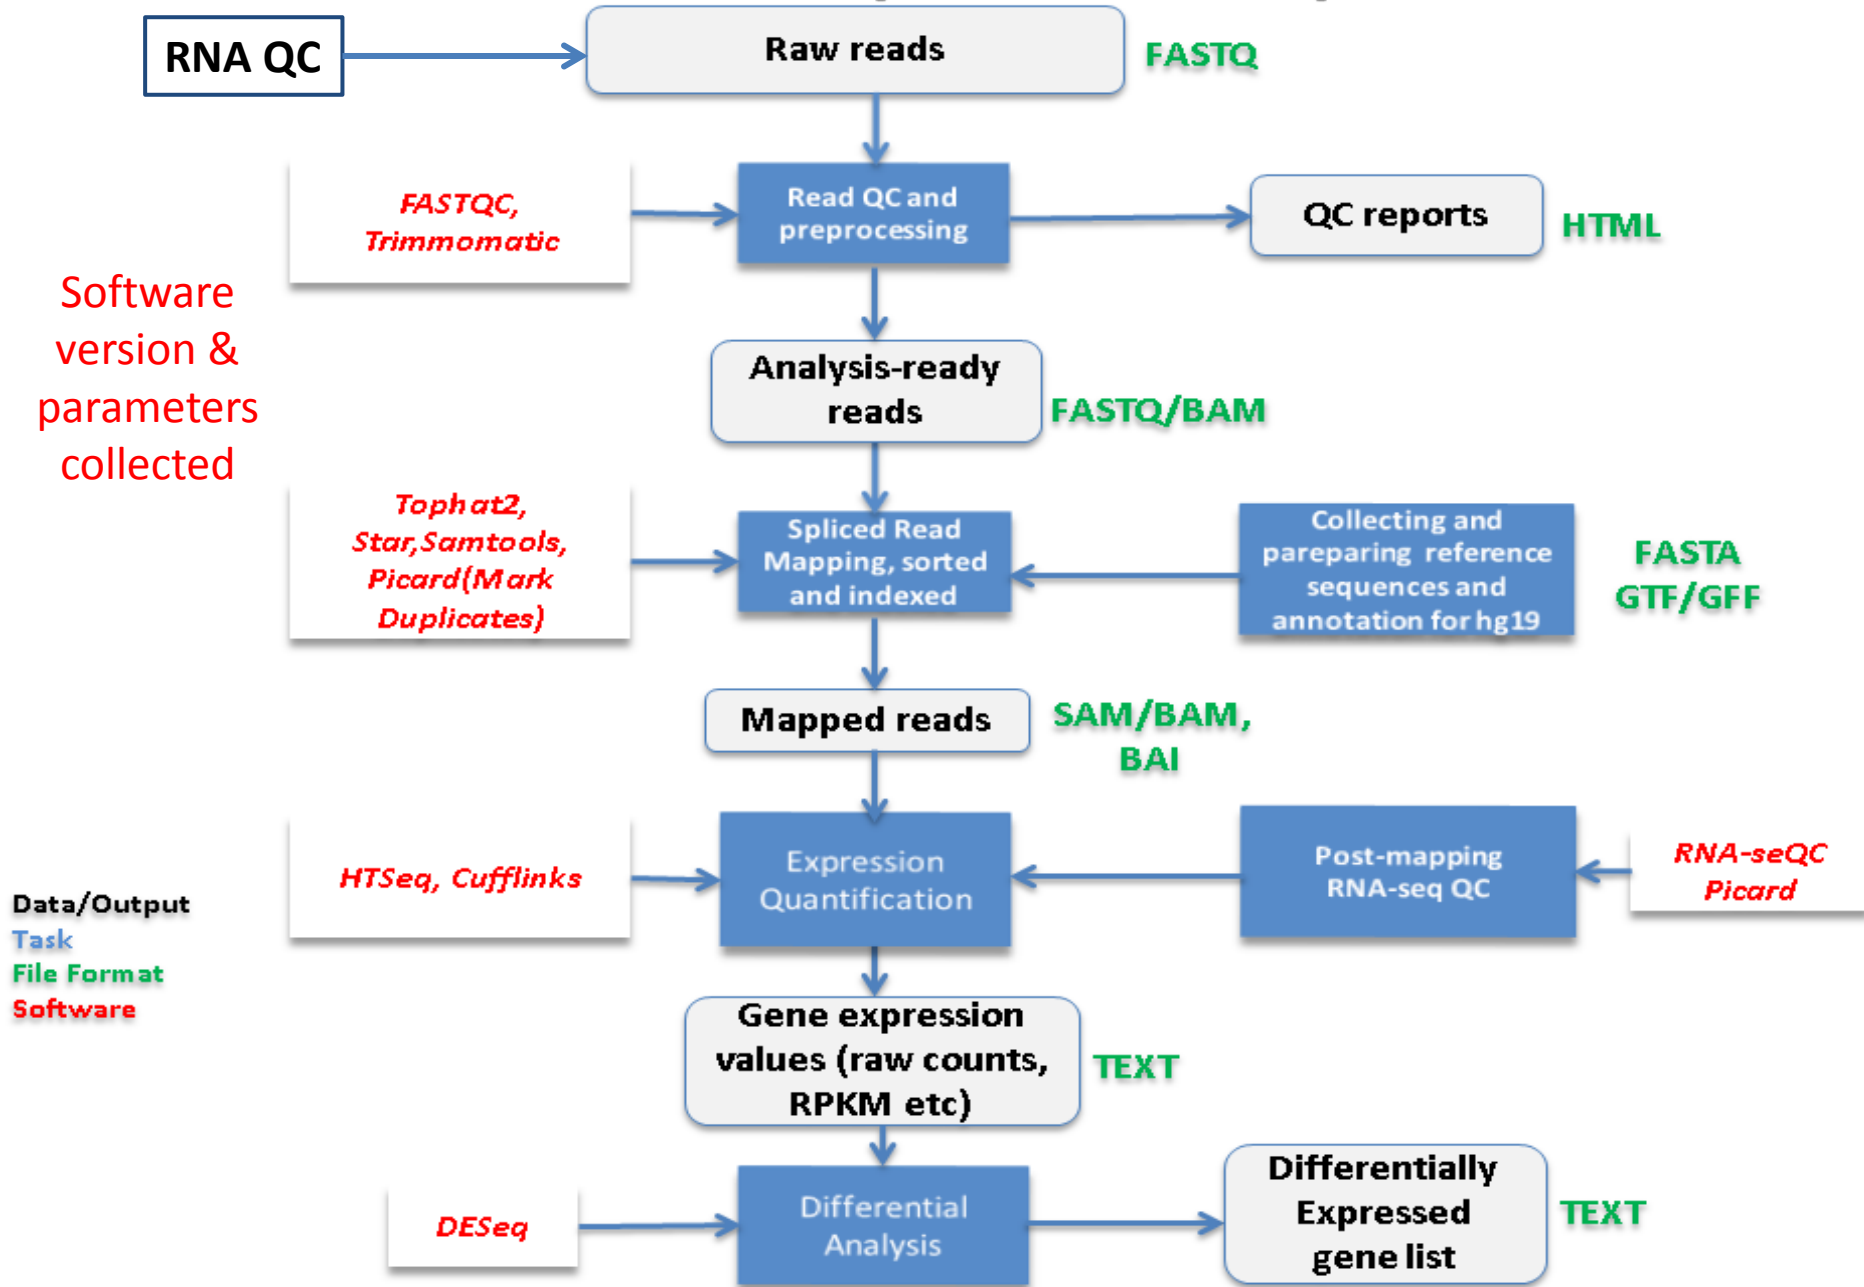 RNA QC
Raw reads
FASTQ
FASTQC,
Trimmomatic
Read QC and
preprocessing
QC reports
HTML
Software
version &
parameters
collected
Analysis-ready
reads
FASTQ/BAM
Tophat2,
Star,Samtools,
Picard(Mark
Duplicates)
Spliced Read
Mapping, sorted
and indexed
Collecting and
pareparing reference
sequences and
annotation for hg19
FASTA
GTF/GFF
Mapped reads
SAM/BAM,
BAI
HTSeq, Cufflinks
Expression
Quantification
Post-mapping
RNA-seq QC
RNA-seQC
Picard
Data/Output
Task
File Format
Software
Gene expression
values (raw counts,
RPKM etc)
TEXT
DESeq
Differential
Analysis
Differentially
Expressed
gene list
TEXT